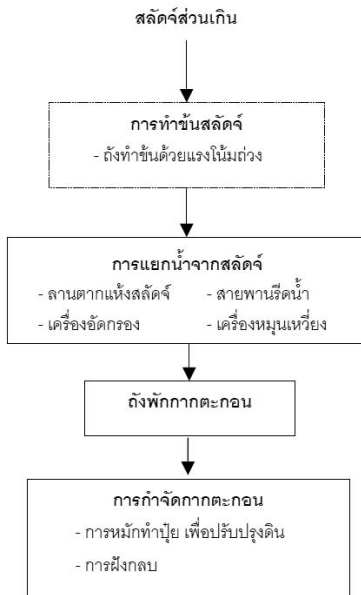 สลัดจ์ส่วนเกิน
การทำข้นสลัดจ์
- ถังทำข้นด้วยแรงโน้มถ่วง
การแยกน้ำจากสลัดจ์
- ลานตากแห้งสลัดจ์ - สายพานรีดน้ำ
- เครื่องอัดกรอง - เครื่องหมุนเหวี่ยง
ถังพักกากตะกอน
การกำจัดกากตะกอน
- การหมักทำปุ๋ย เพื่อปรับปรุงดิน
- การฝังกลบ